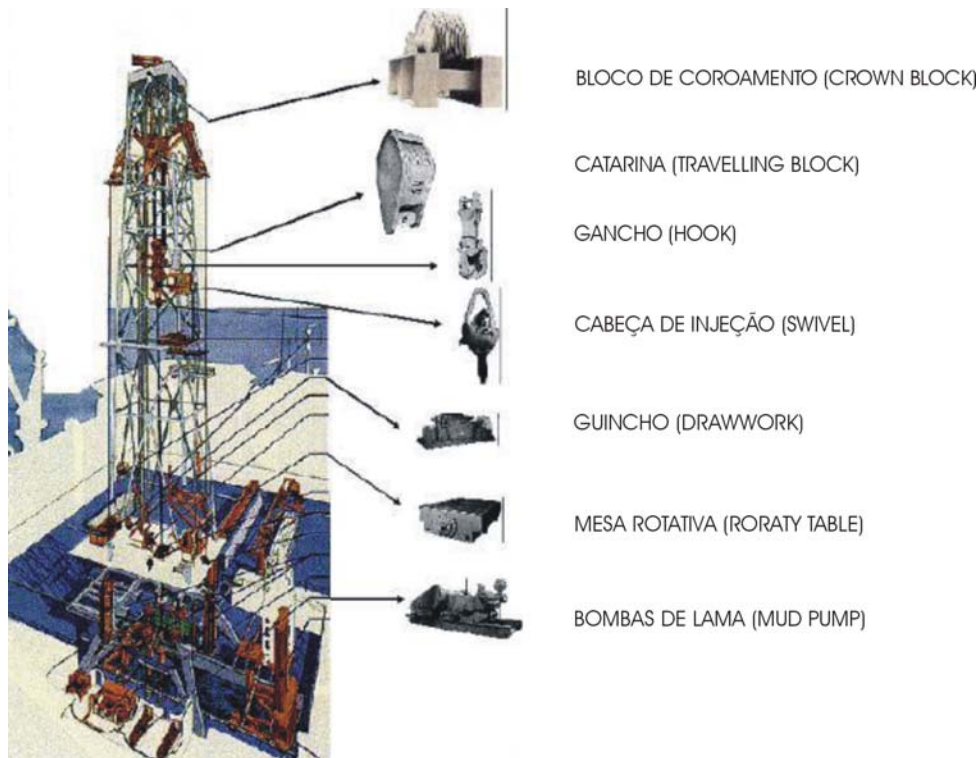 BLOCO DE COROAMENTO (CROWN BLOCK)
CATARINA (TRAVELLING BLOCK)
GANCHO (HOOK)
CABEÇA DE INJEÇÃO (SWIVEL)
GUINCHO (DRAWWORK)
MESA ROTATIVA (RORATY TABLE)
BOMBAS DE LAMA (MUD PUMP)